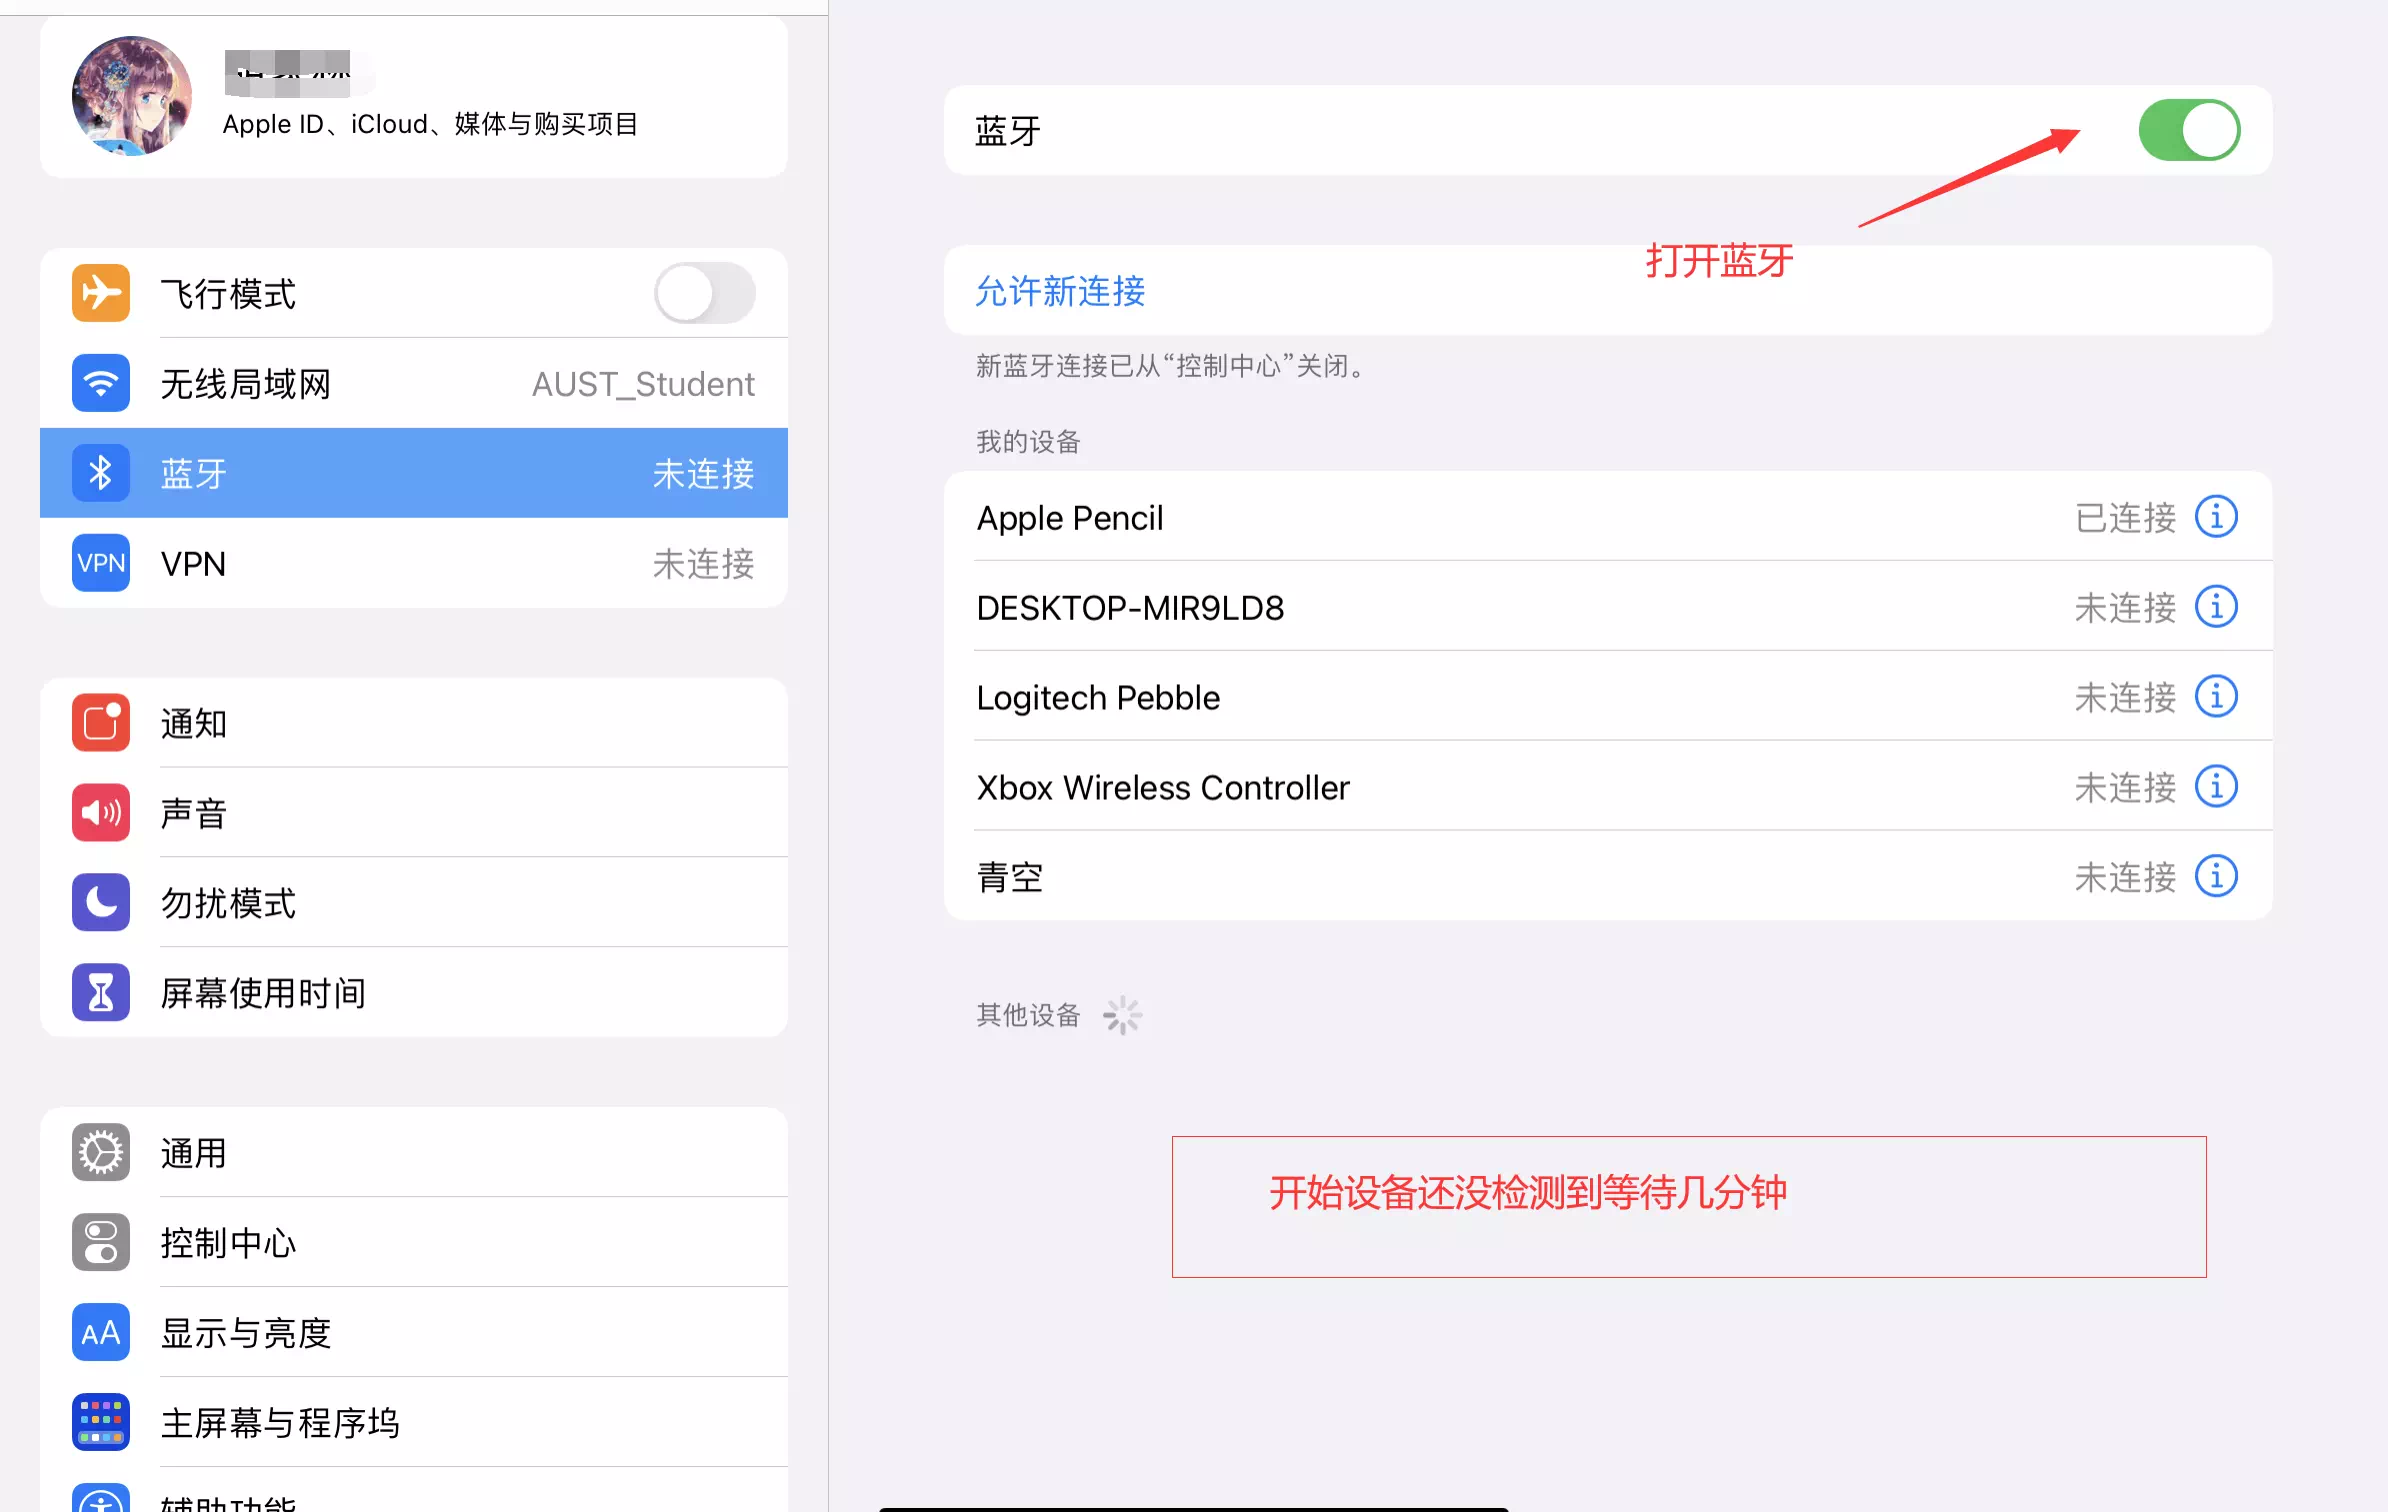 Apple ID、iCloud、媒体与购买项目
飞行模式
无线局域网 AUST_Student
蓝牙 未连接
VPN VPN 未连接
通知
声音
勿扰模式
屏幕使用时间
通用
控制中心
AA 显示与亮度
主屏幕与程序坞
辅助功能
蓝牙
打开蓝牙
允许新连接
新蓝牙连接已从“控制中心”关闭。
我的设备
Apple Pencil 已连接
DESKTOP-MIR9LD8 未连接
Logitech Pebble 未连接
Xbox Wireless Controller 未连接
青空 未连接
其他设备
开始设备还没检测到等待几分钟